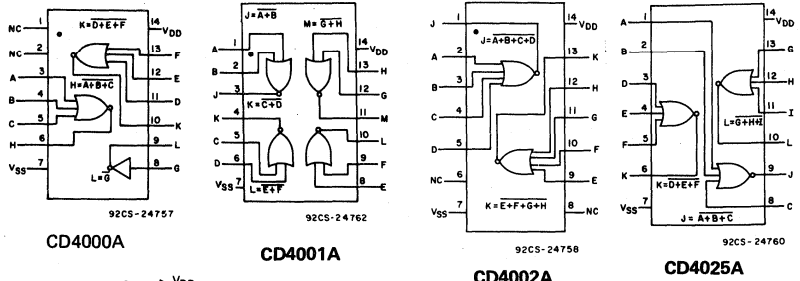 K=D+E+F
NC 1
14 VDD
NC 2
13 F
A 3
12 E
H=A+B+C
B 4
11 D
C 5
10 K
H 6
9 L
VSS 7
L=G
8 G
92CS-24757
CD4000A
J=A+B
M=G+H
A 1
14 VDD
B 2
13 H
J 3
12 G
K=C+D
K 4
11 M
C 5
10 L
D 6
9 F
L=E+F
VSS 7
8 E
92CS-24762
CD4001A
J 1
14 VDD
J=A+B+C+D
A 2
13 K
B 3
12 H
C 4
11 G
D 5
10 F
NC 6
9 E
VSS 7
K=E+F+G+H
8 NC
92CS-24758
CD4002A
A 1
14 VDD
B 2
13 G
D 3
12 H
E 4
11 I
L=G+H+I
F 5
10 L
K 6
9 J
K=D+E+F
VSS 7
8 C
J=A+B+C
92CS-24760
CD4025A
VDD